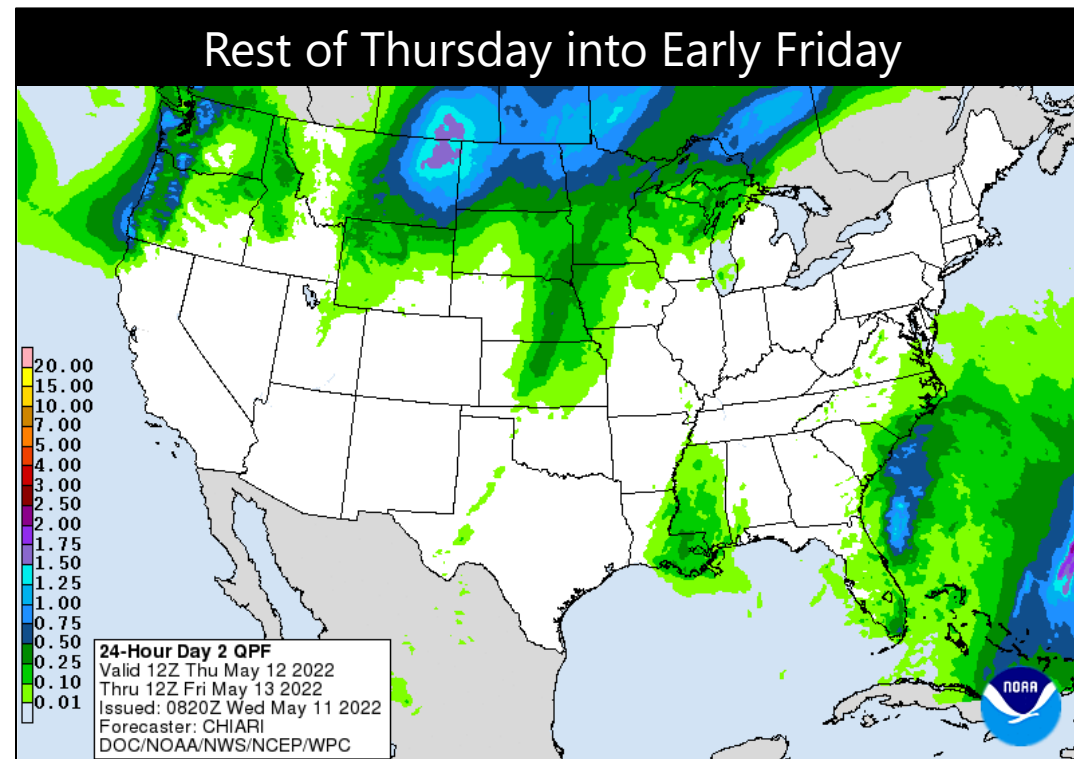 Rest of Thursday into Early Friday
20.00
15.00
10.00
7.00
5.00
4.00
3.00
2.50
2.00
1.75
1.50
1.25
1.00
0.75
0.50
0.25
0.10
0.01
24-Hour Day 2 QPF
Valid 12Z Thu May 12 2022
Thru 12Z Fri May 13 2022
Issued: 0820Z Wed May 11 2022
Forecaster: CHIARI
DOC/NOAA/NWS/NCEP/WPC
NOAA